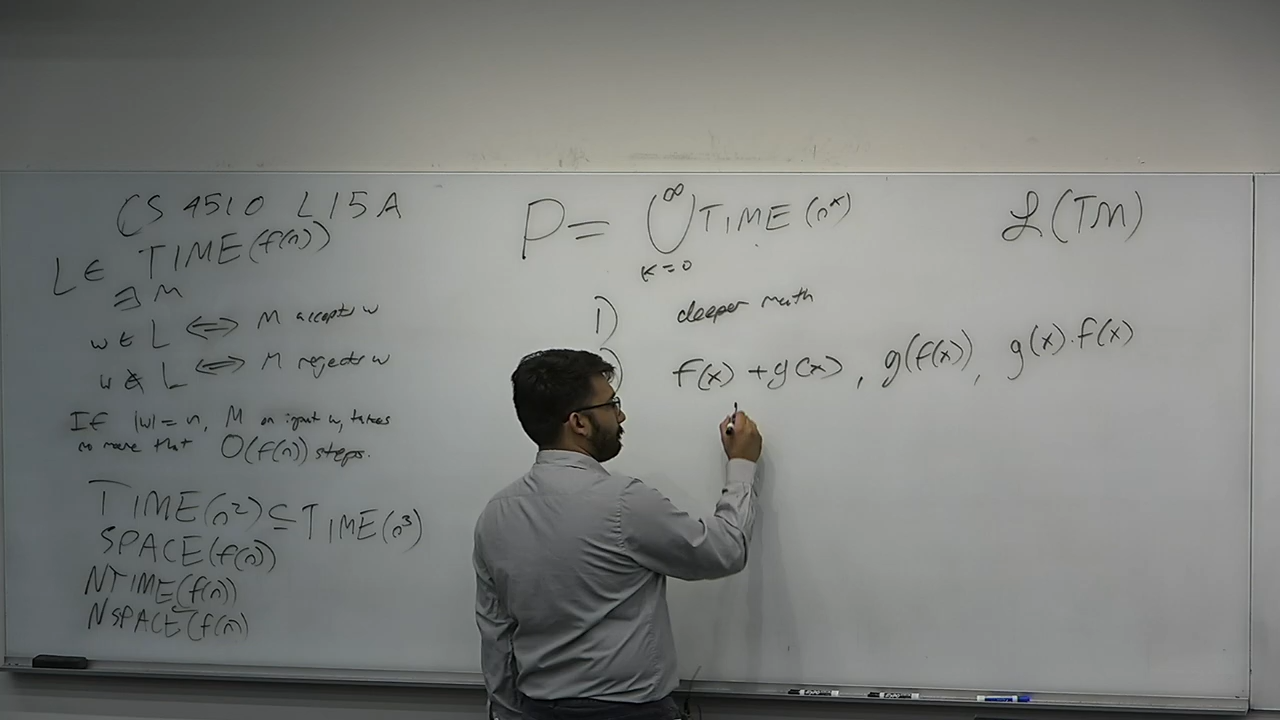 CS 4510 L15A
L ∈ TIME(f(n))
∃ M
w ∈ L ⟺ M accepts w
w ∉ L ⟺ M rejects w
If |w| = n, M on input w, takes
no more that O(f(n)) steps.
TIME(n²) ⊆ TIME(n³)
SPACE(f(n))
NTIME(f(n))
NSPACE(f(n)
P = ⋃ TIME(n^k)
∞
k=0
1) deeper math
) f(x) + g(x), g(f(x)), g(x)·f(x)
ℒ(TM)